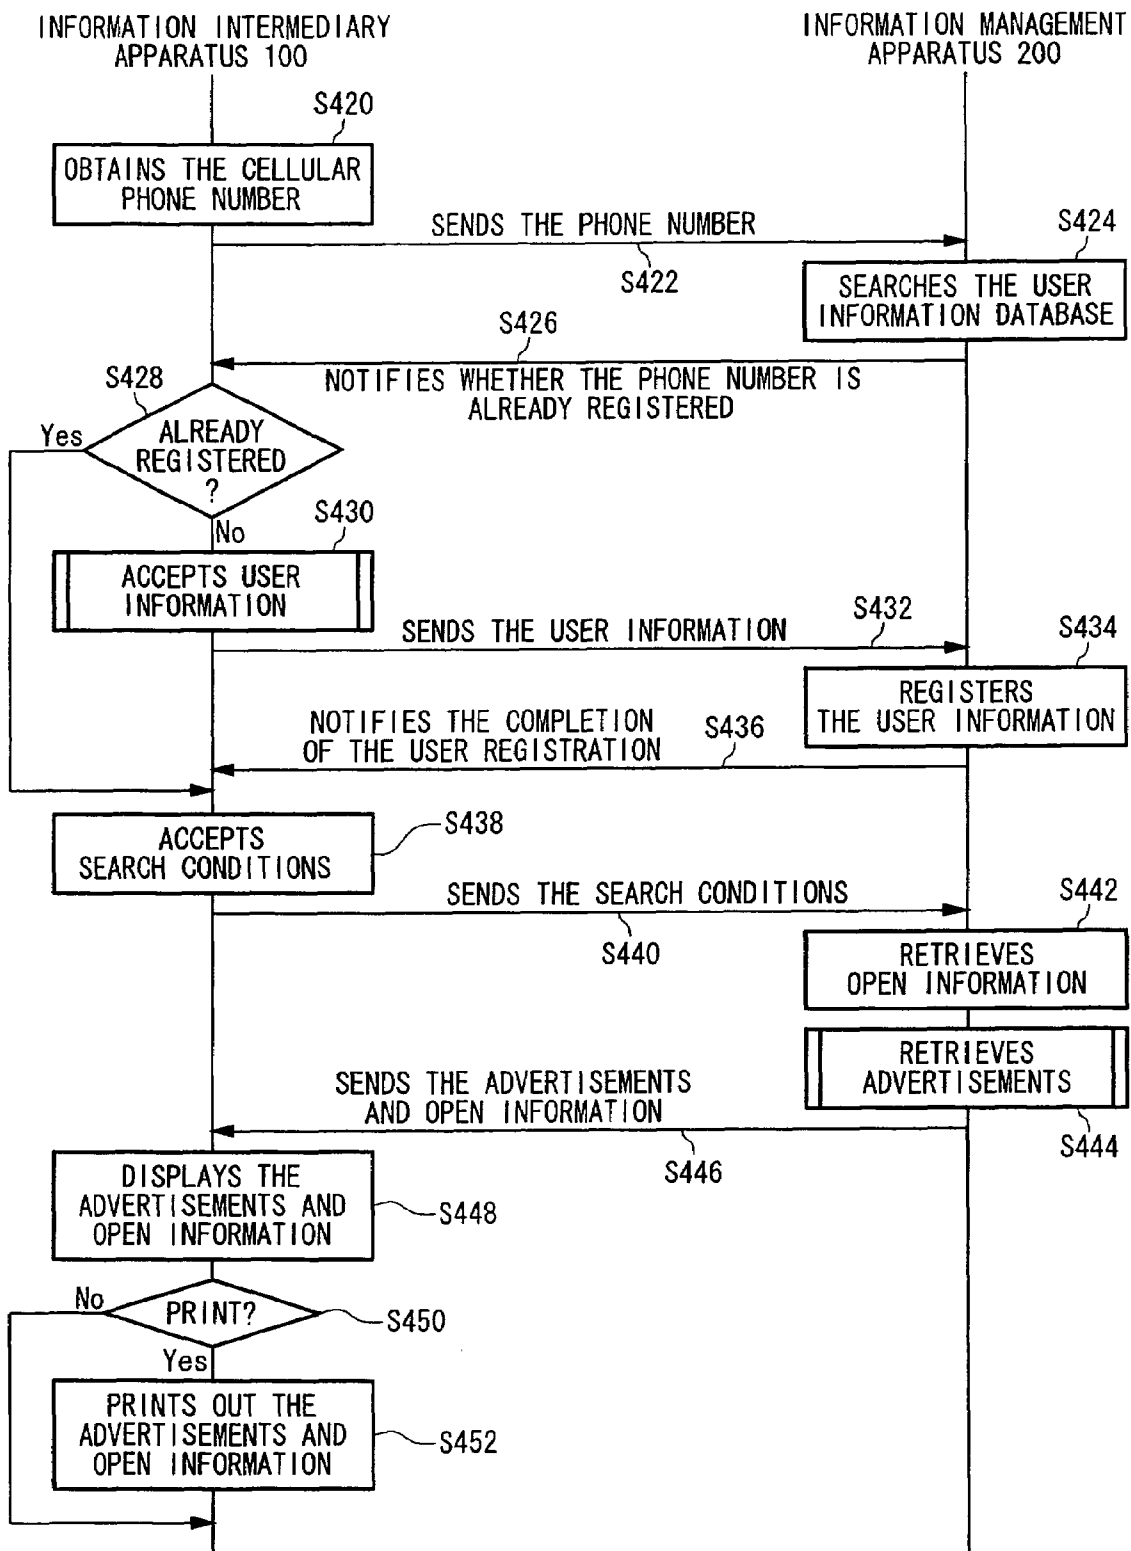 INFORMATION INTERMEDIARY
APPARATUS 100
INFORMATION MANAGEMENT
APPARATUS 200
S420
OBTAINS THE CELLULAR
PHONE NUMBER
SENDS THE PHONE NUMBER
S422
S424
SEARCHES THE USER
INFORMATION DATABASE
S426
NOTIFIES WHETHER THE PHONE NUMBER IS
ALREADY REGISTERED
S428
Yes
ALREADY
REGISTERED
?
No
S430
ACCEPTS USER
INFORMATION
SENDS THE USER INFORMATION
S432
S434
REGISTERS
THE USER INFORMATION
NOTIFIES THE COMPLETION
OF THE USER REGISTRATION
S436
ACCEPTS
SEARCH CONDITIONS
S438
SENDS THE SEARCH CONDITIONS
S440
S442
RETRIEVES
OPEN INFORMATION
RETRIEVES
ADVERTISEMENTS
S444
SENDS THE ADVERTISEMENTS
AND OPEN INFORMATION
S446
DISPLAYS THE
ADVERTISEMENTS AND
OPEN INFORMATION
S448
No
PRINT?
S450
Yes
PRINTS OUT THE
ADVERTISEMENTS AND
OPEN INFORMATION
S452